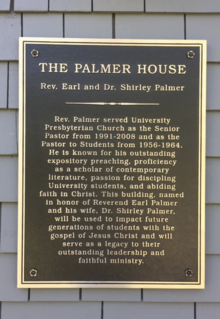 THE PALMER HOUSE
Rev. Earl and Dr. Shirley Palmer
Rev. Palmer served University
Presbyterian Church as the Senior
Pastor from 1991-2008 and as the
Pastor to Students from 1956-1964.
He is known for his outstanding
expository preaching, proficiency
as a scholar of contemporary
literature, passion for discipling
University students, and abiding
faith in Christ. This building, named
in honor of Reverend Earl Palmer
and his wife, Dr. Shirley Palmer,
will be used to impact future
generations of students with the
gospel of Jesus Christ and will
serve as a legacy to their
outstanding leadership and
faithful ministry.